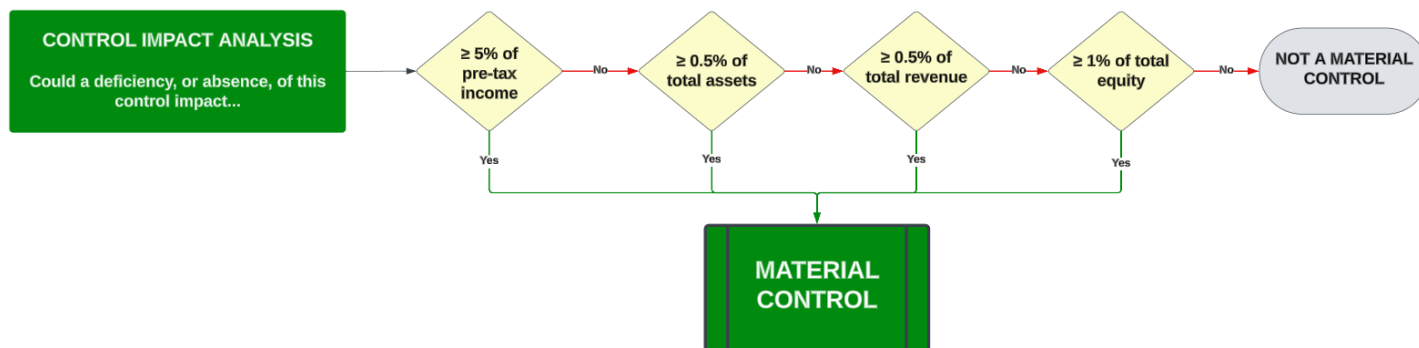 CONTROL IMPACT ANALYSIS
Could a deficiency, or absence, of this
control impact...
≥ 5% of
pre-tax
income
No
≥ 0.5% of
total assets
No
≥ 0.5% of
total revenue
No
≥ 1% of total
equity
No
NOT A MATERIAL
CONTROL
Yes
Yes
Yes
Yes
MATERIAL
CONTROL